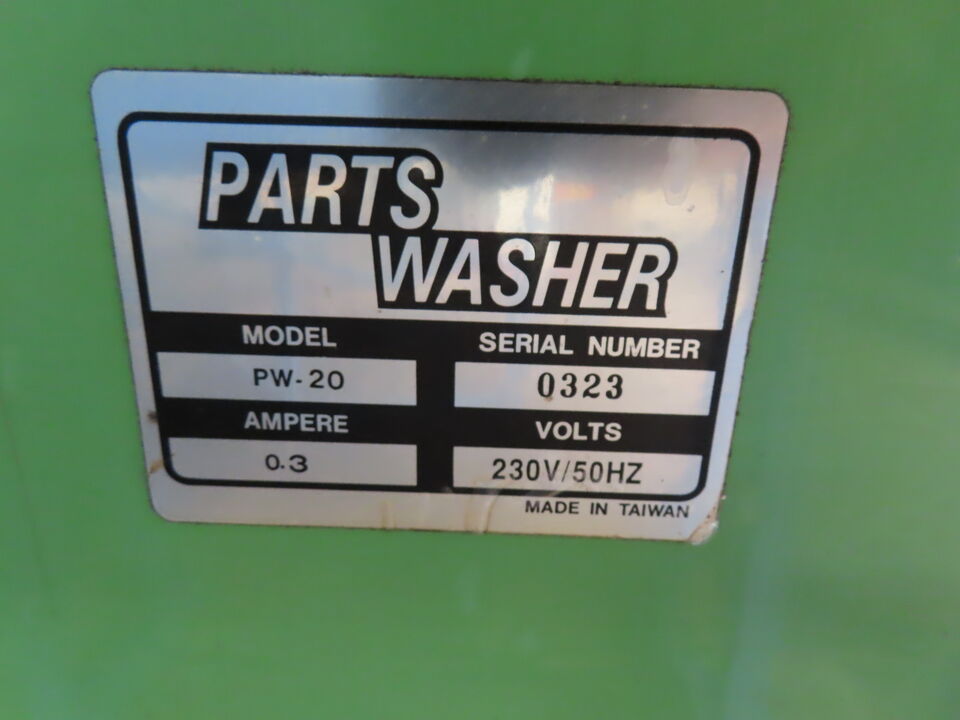 PARTS
WASHER
MODEL
SERIAL NUMBER
PW-20
0323
AMPERE
VOLTS
0.3
230V/50HZ
MADE IN TAIWAN